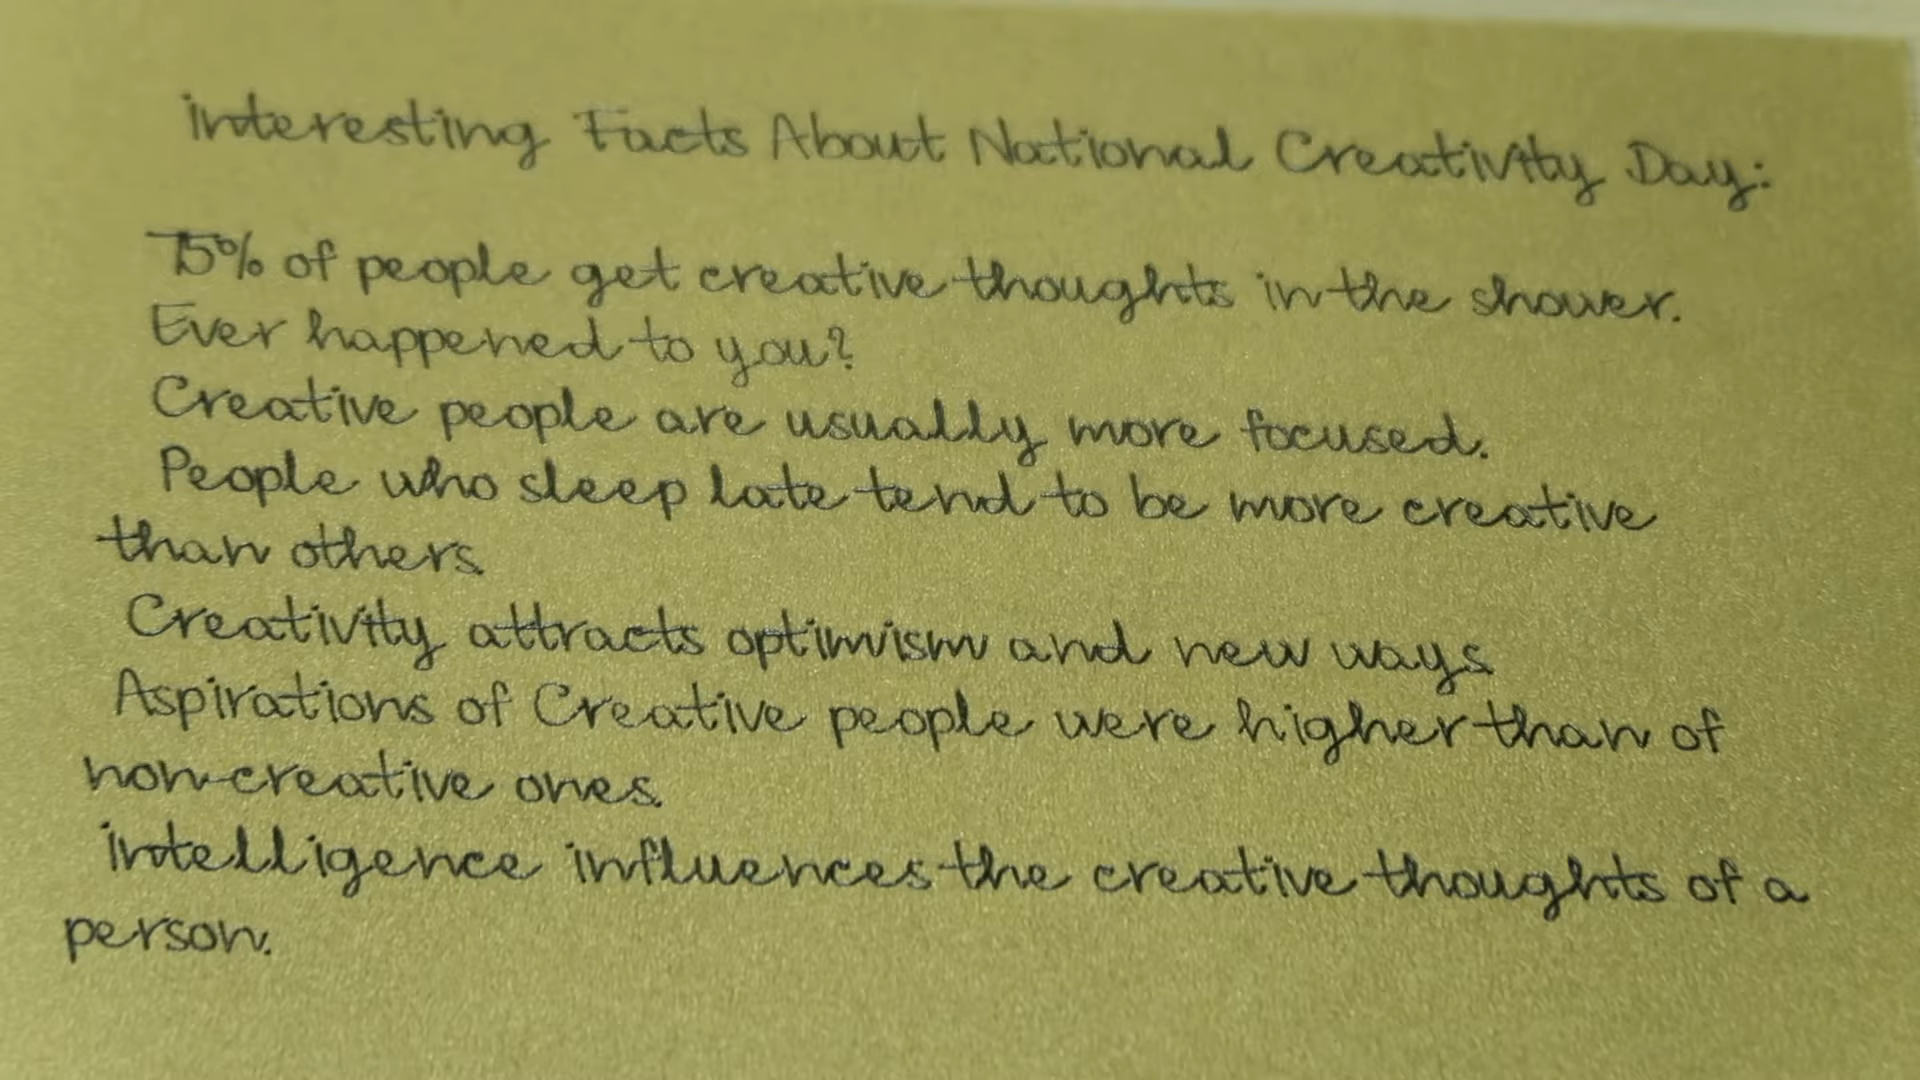 interesting Facts About National Creativity Day:
75% of people get creative thoughts in the shower.
Ever happened to you?
Creative people are usually more focused.
People who sleep late tend to be more creative
than others.
Creativity attracts optimism and new ways.
Aspirations of Creative people were higher than of
non-creative ones.
intelligence influences the creative thoughts of a
person.